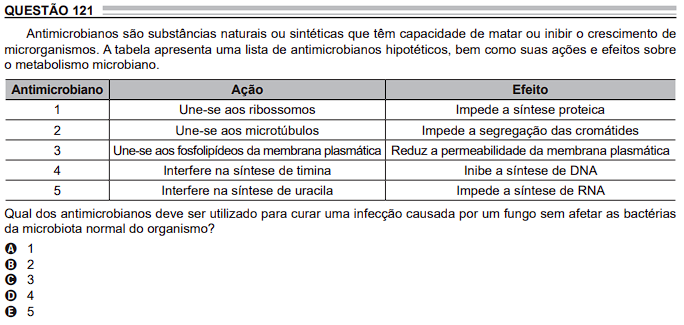 QUESTÃO 121
Antimicrobianos são substâncias naturais ou sintéticas que têm capacidade de matar ou inibir o crescimento de
microrganismos. A tabela apresenta uma lista de antimicrobianos hipotéticos, bem como suas ações e efeitos sobre
o metabolismo microbiano.
Antimicrobiano Ação Efeito
1 Une-se aos ribossomos Impede a síntese proteica
2 Une-se aos microtúbulos Impede a segregação das cromátides
3 Une-se aos fosfolipídeos da membrana plasmática Reduz a permeabilidade da membrana plasmática
4 Interfere na síntese de timina Inibe a síntese de DNA
5 Interfere na síntese de uracila Impede a síntese de RNA
Qual dos antimicrobianos deve ser utilizado para curar uma infecção causada por um fungo sem afetar as bactérias
da microbiota normal do organismo?
A 1
B 2
C 3
D 4
E 5